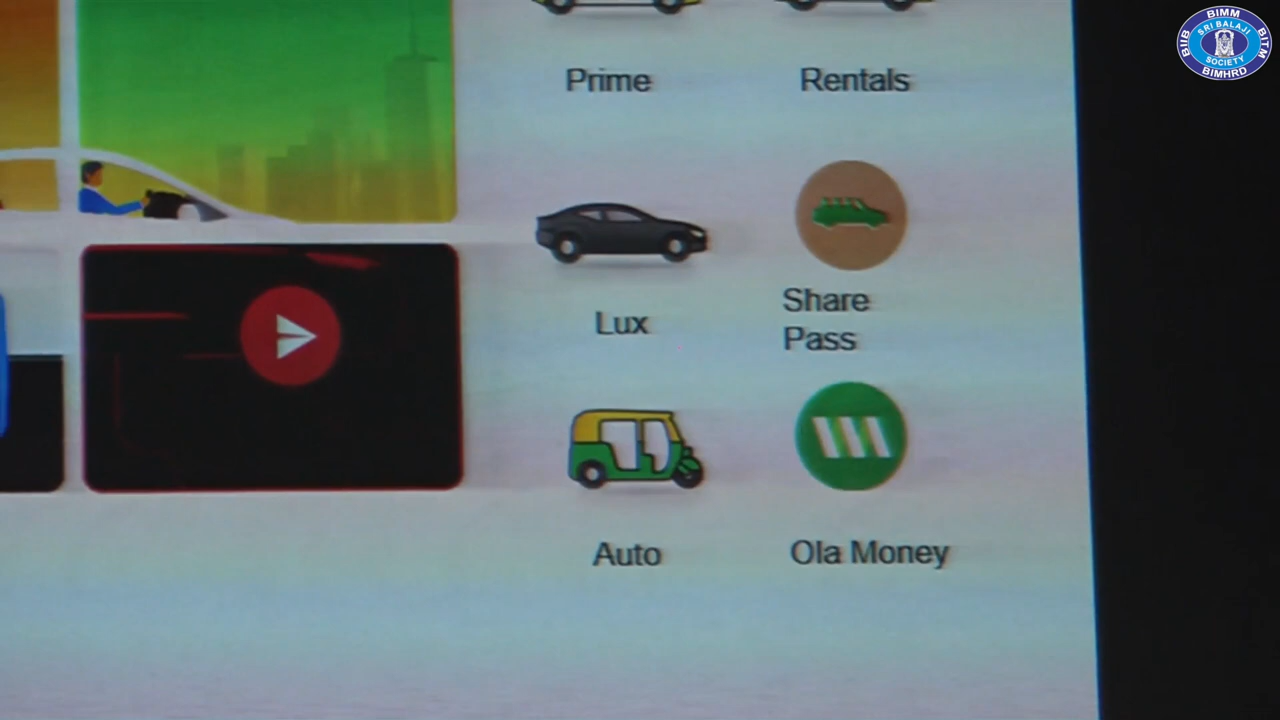 Prime
Rentals
Lux
Share
Pass
Auto
Ola Money
BIMM
BIIB
SRI BALAJI
SOCIETY
BITM
BIMHRD